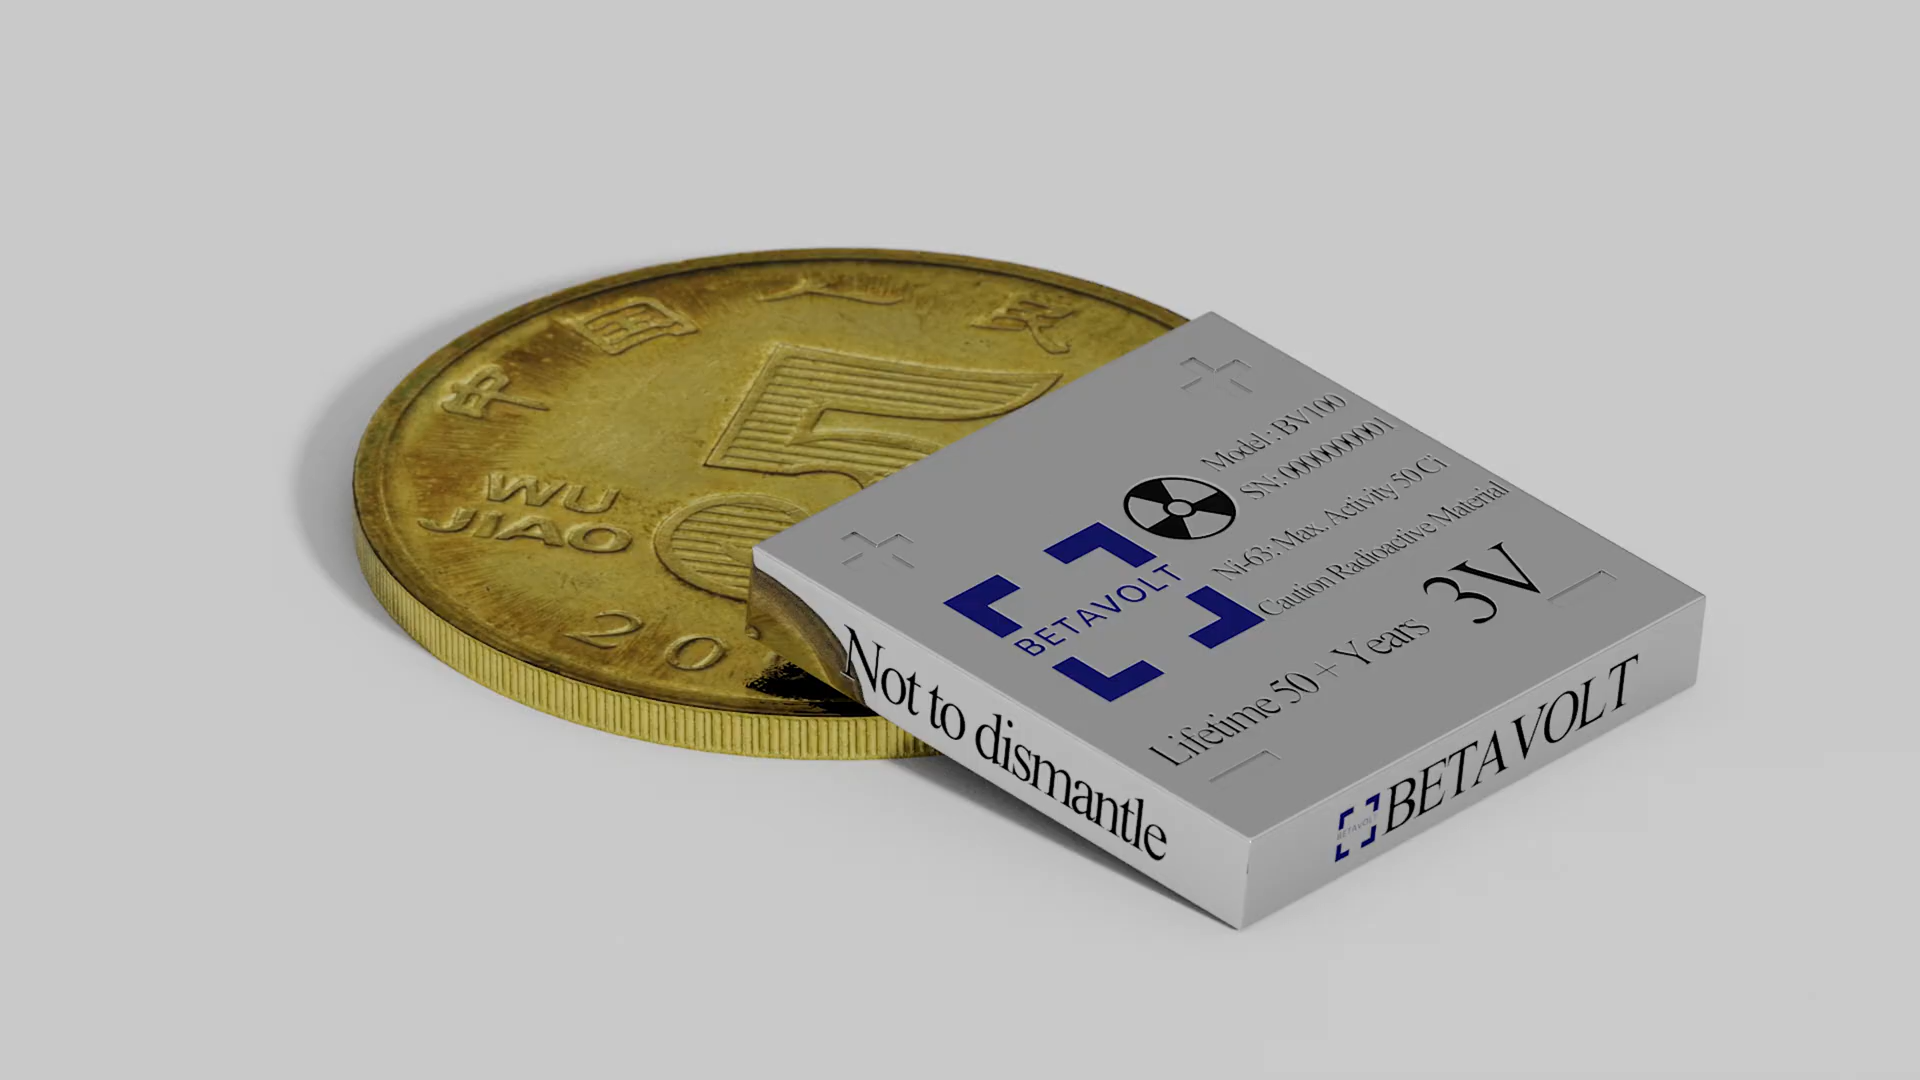 中国人民
5
WU
JIAO
20
Model : BV100
SN: 0000000001
Ni-63: Max. Activity 50 Ci
Caution Radioactive Material
BETAVOLT
Lifetime 50 + Years 3V
Not to dismantle
BETAVOLT
BETAVOLT